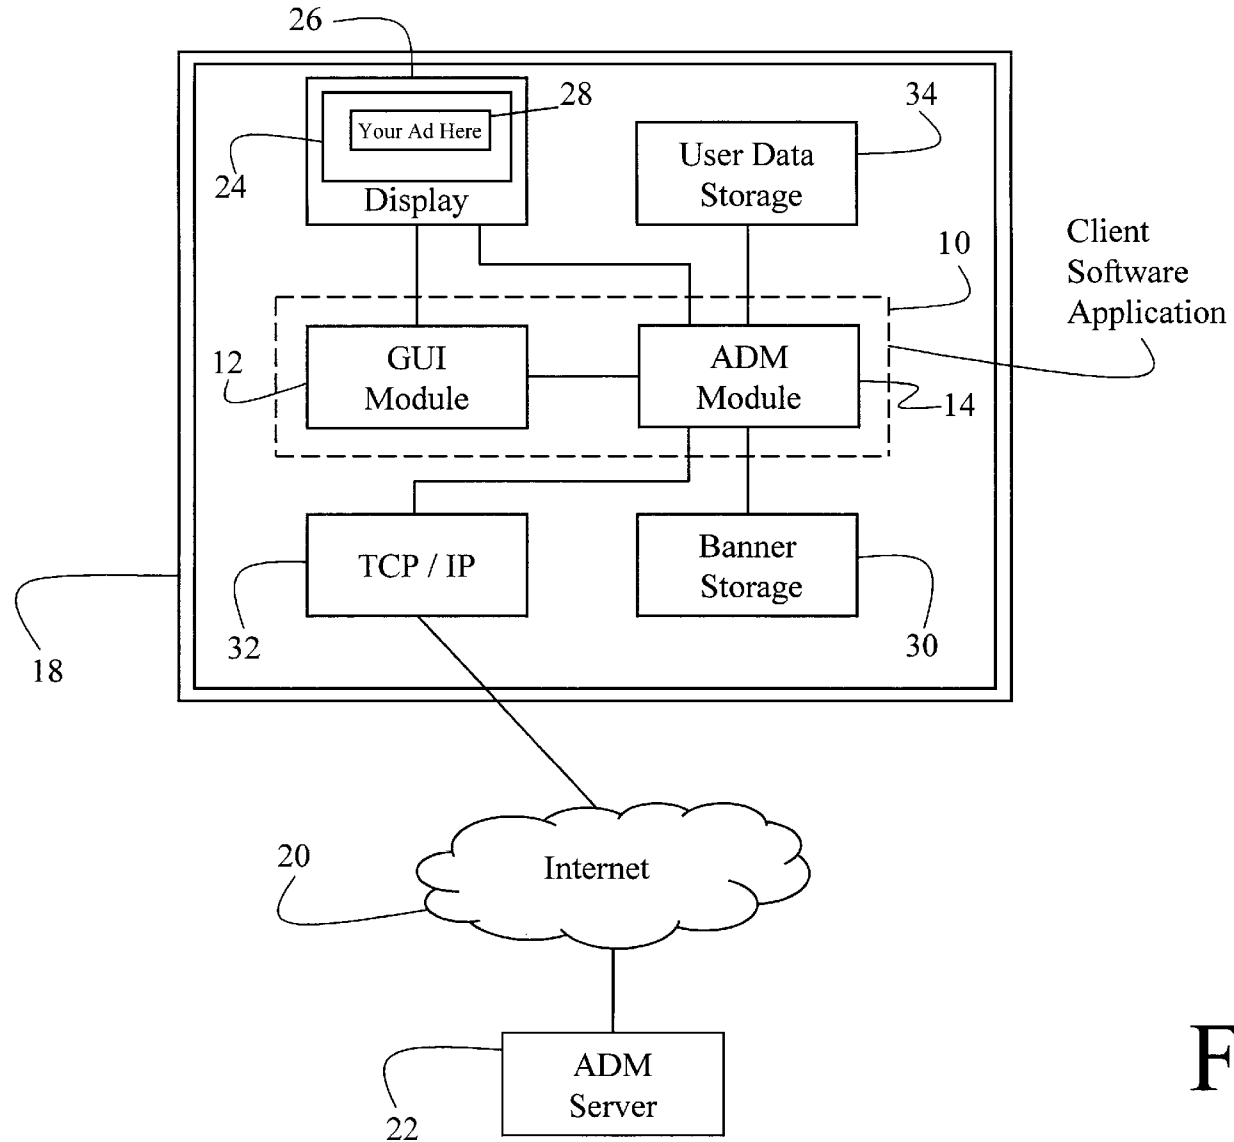 26
28
34
Your Ad Here
User Data
Storage
24
Display
10
Client
Software
Application
12
GUI
Module
ADM
Module
14
TCP / IP
Banner
Storage
32
30
18
20
Internet
ADM
Server
22
F